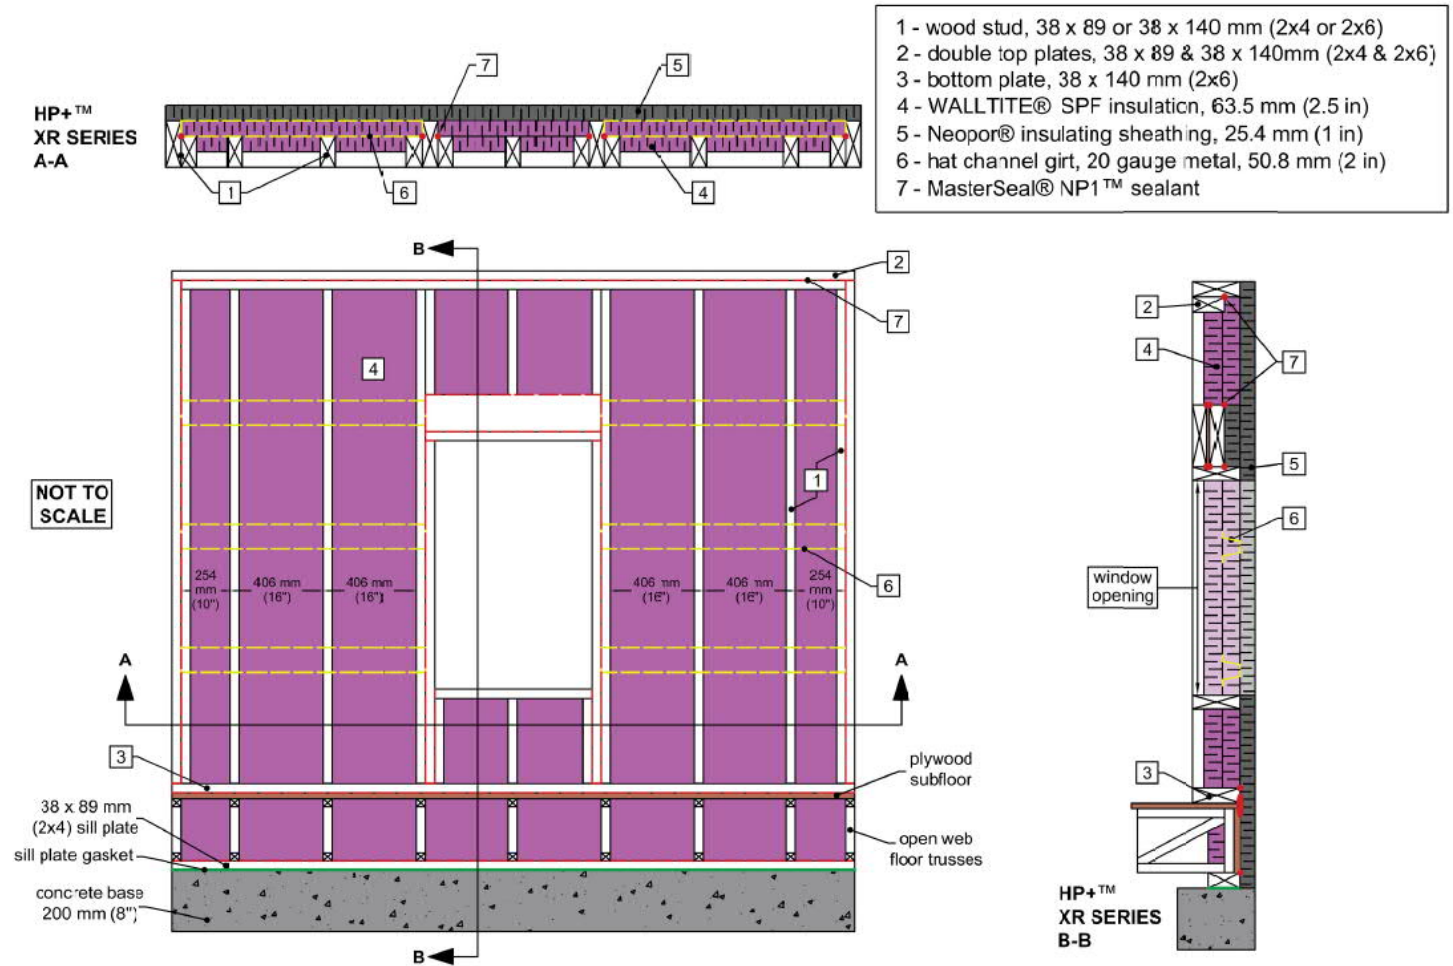 HP+™
XR SERIES
A-A
7
5
1
6
4
1 - wood stud, 38 x 89 or 38 x 140 mm (2x4 or 2x6)
2 - double top plates, 38 x 89 & 38 x 140mm (2x4 & 2x6)
3 - bottom plate, 38 x 140 mm (2x6)
4 - WALLTITE® SPF insulation, 63.5 mm (2.5 in)
5 - Neopor® insulating sheathing, 25.4 mm (1 in)
6 - hat channel girt, 20 gauge metal, 50.8 mm (2 in)
7 - MasterSeal® NP1™ sealant
B
2
7
4
1
6
NOT TO
SCALE
254
mm
(10")
406 mm
(16")
406 mm
(16")
406 mm
(16")
406 mm
(16")
254
mm
(10")
A
A
3
plywood
subfloor
38 x 89 mm
(2x4) sill plate
sill plate gasket
open web
floor trusses
concrete base
200 mm (8")
B
2
4
7
5
6
window
opening
3
HP+™
XR SERIES
B-B